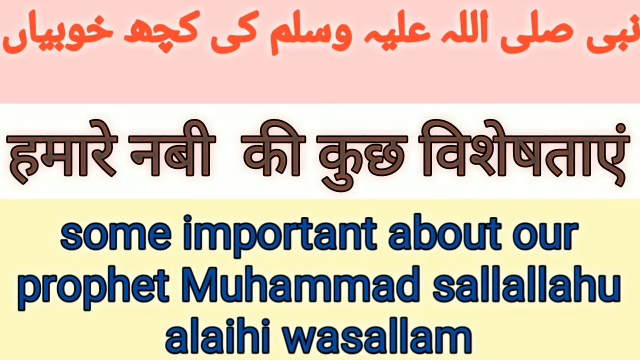 نبی صلی اللہ علیہ وسلم کی کچھ خوبیاں
हमारे नबी की कुछ विशेषताएं
some important about our
prophet Muhammad sallallahu
alaihi wasallam